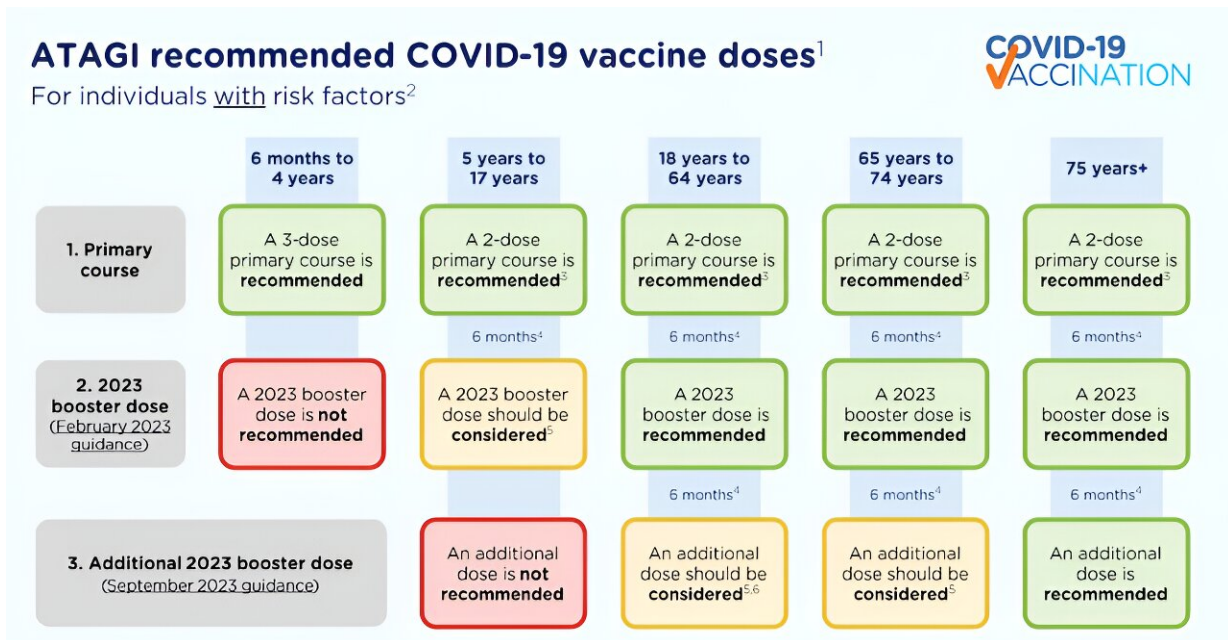 ATAGI recommended COVID-19 vaccine doses¹
For individuals with risk factors²
COVID-19
VACCINATION
6 months to
4 years
5 years to
17 years
18 years to
64 years
65 years to
74 years
75 years+
1. Primary
course
A 3-dose
primary course is
recommended
A 2-dose
primary course is
recommended³
A 2-dose
primary course is
recommended³
A 2-dose
primary course is
recommended³
A 2-dose
primary course is
recommended³
6 months⁴
6 months⁴
6 months⁴
6 months⁴
2. 2023
booster dose
(February 2023
guidance)
A 2023 booster
dose is not
recommended
A 2023 booster
dose should be
considered⁵
A 2023
booster dose is
recommended
A 2023
booster dose is
recommended
A 2023
booster dose is
recommended
6 months⁴
6 months⁴
6 months⁴
3. Additional 2023 booster dose
(September 2023 guidance)
An additional
dose is not
recommended
An additional
dose should be
considered⁵,⁶
An additional
dose should be
considered⁵
An additional
dose is
recommended